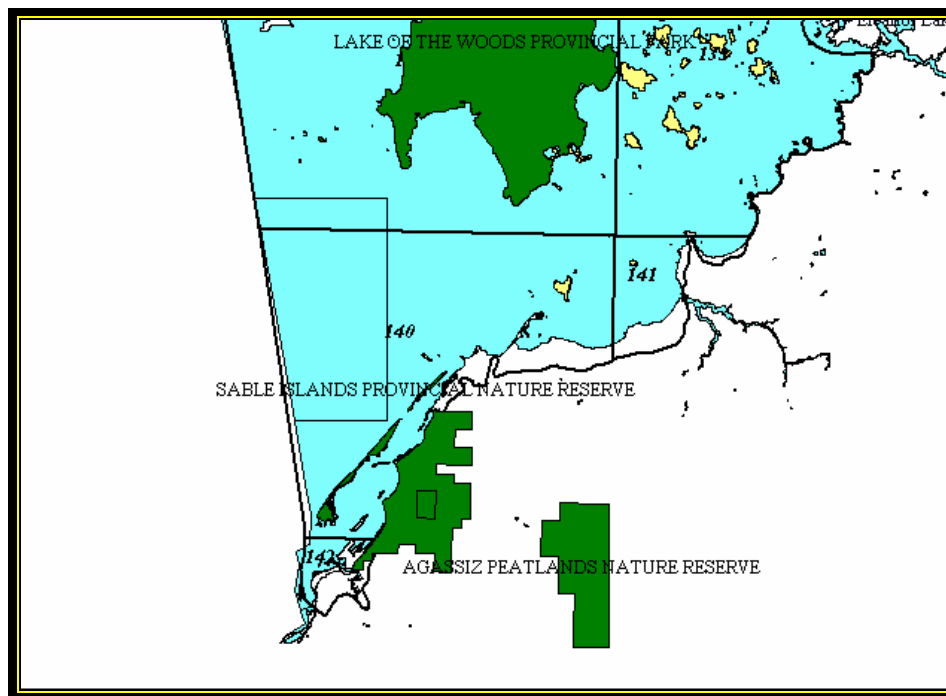 LAKE OF THE WOODS PROVINCIAL PARK
140
141
SABLE ISLANDS PROVINCIAL NATURE RESERVE
142
AGASSIZ PEATLANDS NATURE RESERVE